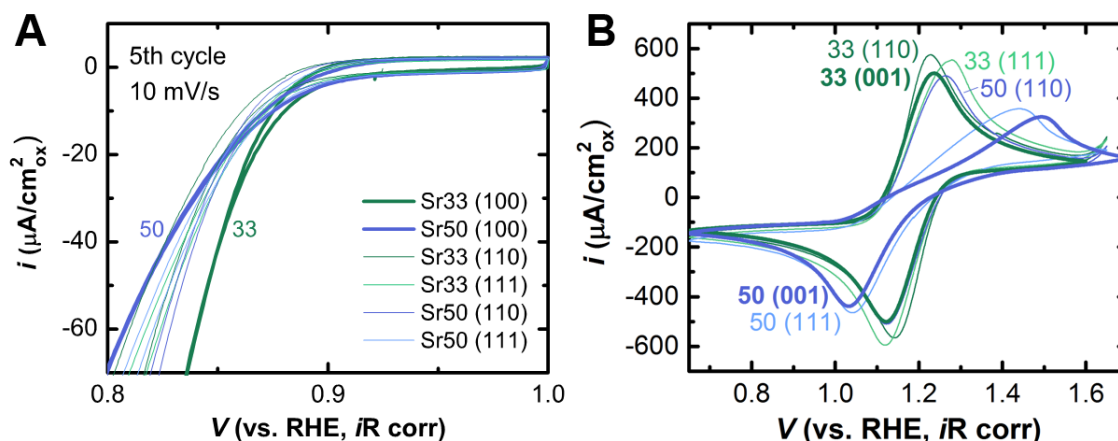 A
5th cycle
10 mV/s
0
-20
-40
-60
i (μA/cm²ox)
50
33
Sr33 (100)
Sr50 (100)
Sr33 (110)
Sr33 (111)
Sr50 (110)
Sr50 (111)
0.8
0.9
1.0
V (vs. RHE, iR corr)
B
600
400
200
0
-200
-400
-600
i (μA/cm²ox)
33 (110)
33 (001)
33 (111)
50 (110)
50 (001)
50 (111)
0.8
1.0
1.2
1.4
1.6
V (vs. RHE, iR corr)